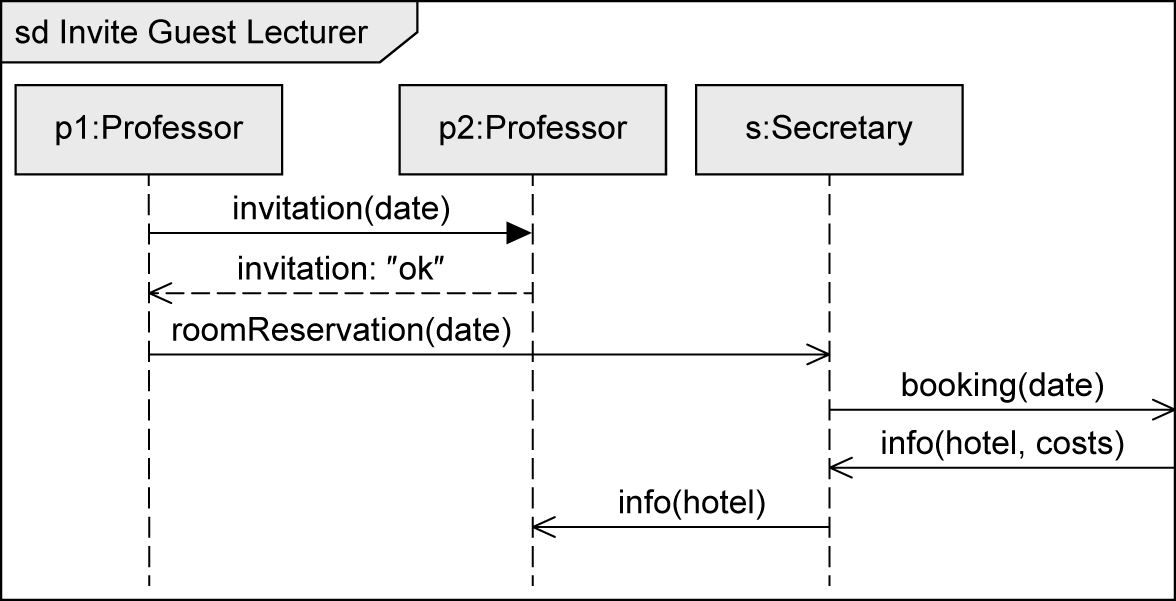 sd Invite Guest Lecturer
p1:Professor
p2:Professor
s:Secretary
invitation(date)
invitation: "ok"
roomReservation(date)
booking(date)
info(hotel, costs)
info(hotel)